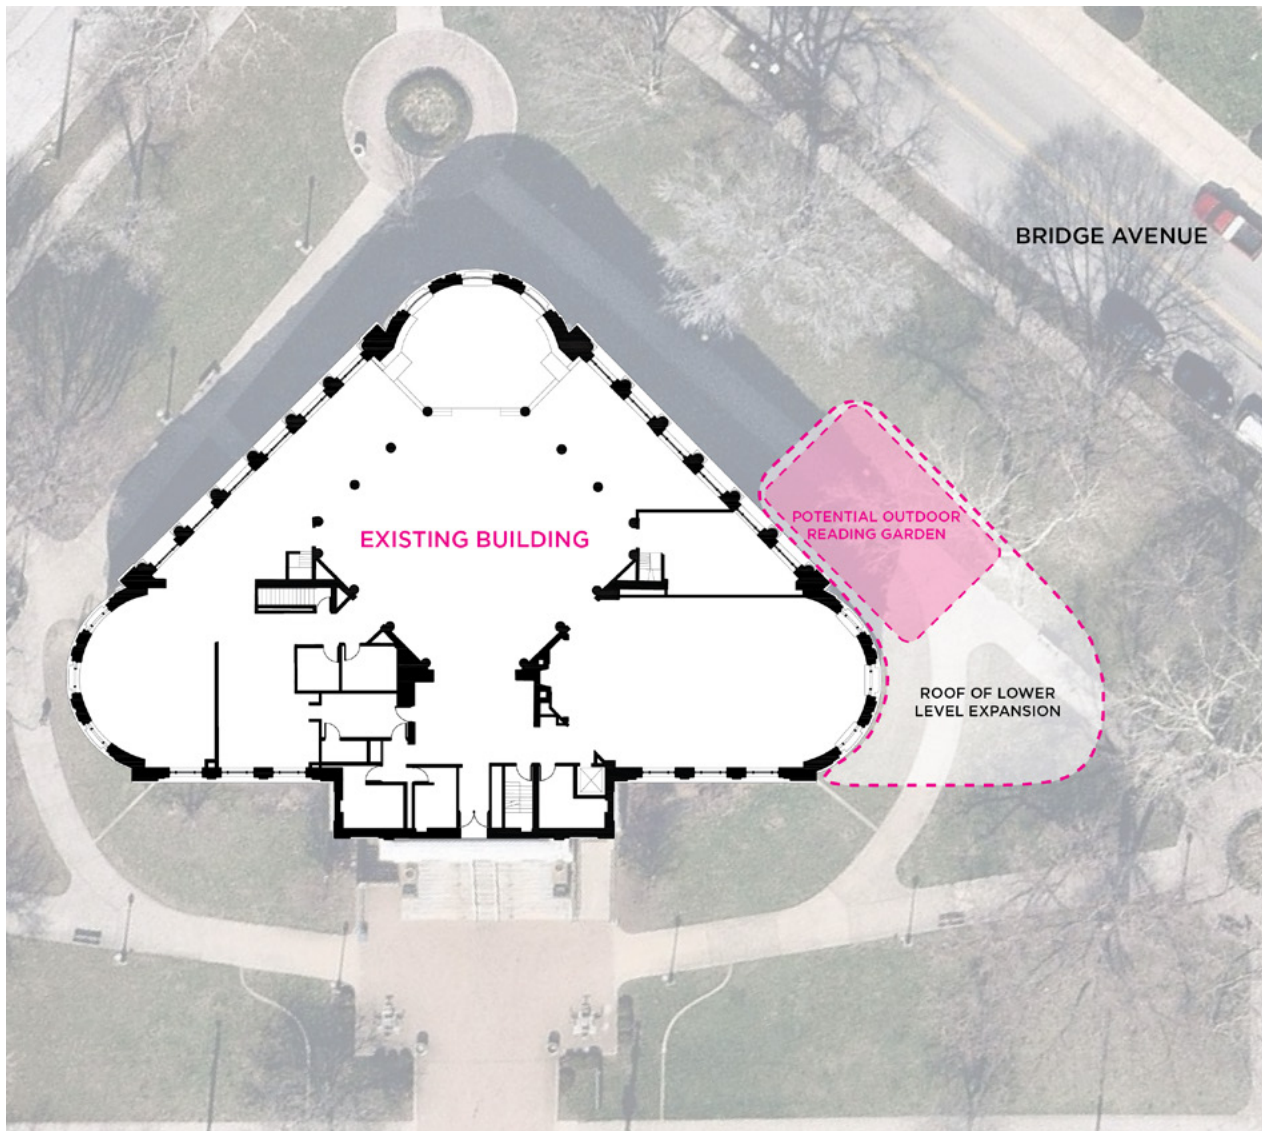 BRIDGE AVENUE
POTENTIAL OUTDOOR
READING GARDEN
EXISTING BUILDING
ROOF OF LOWER
LEVEL EXPANSION